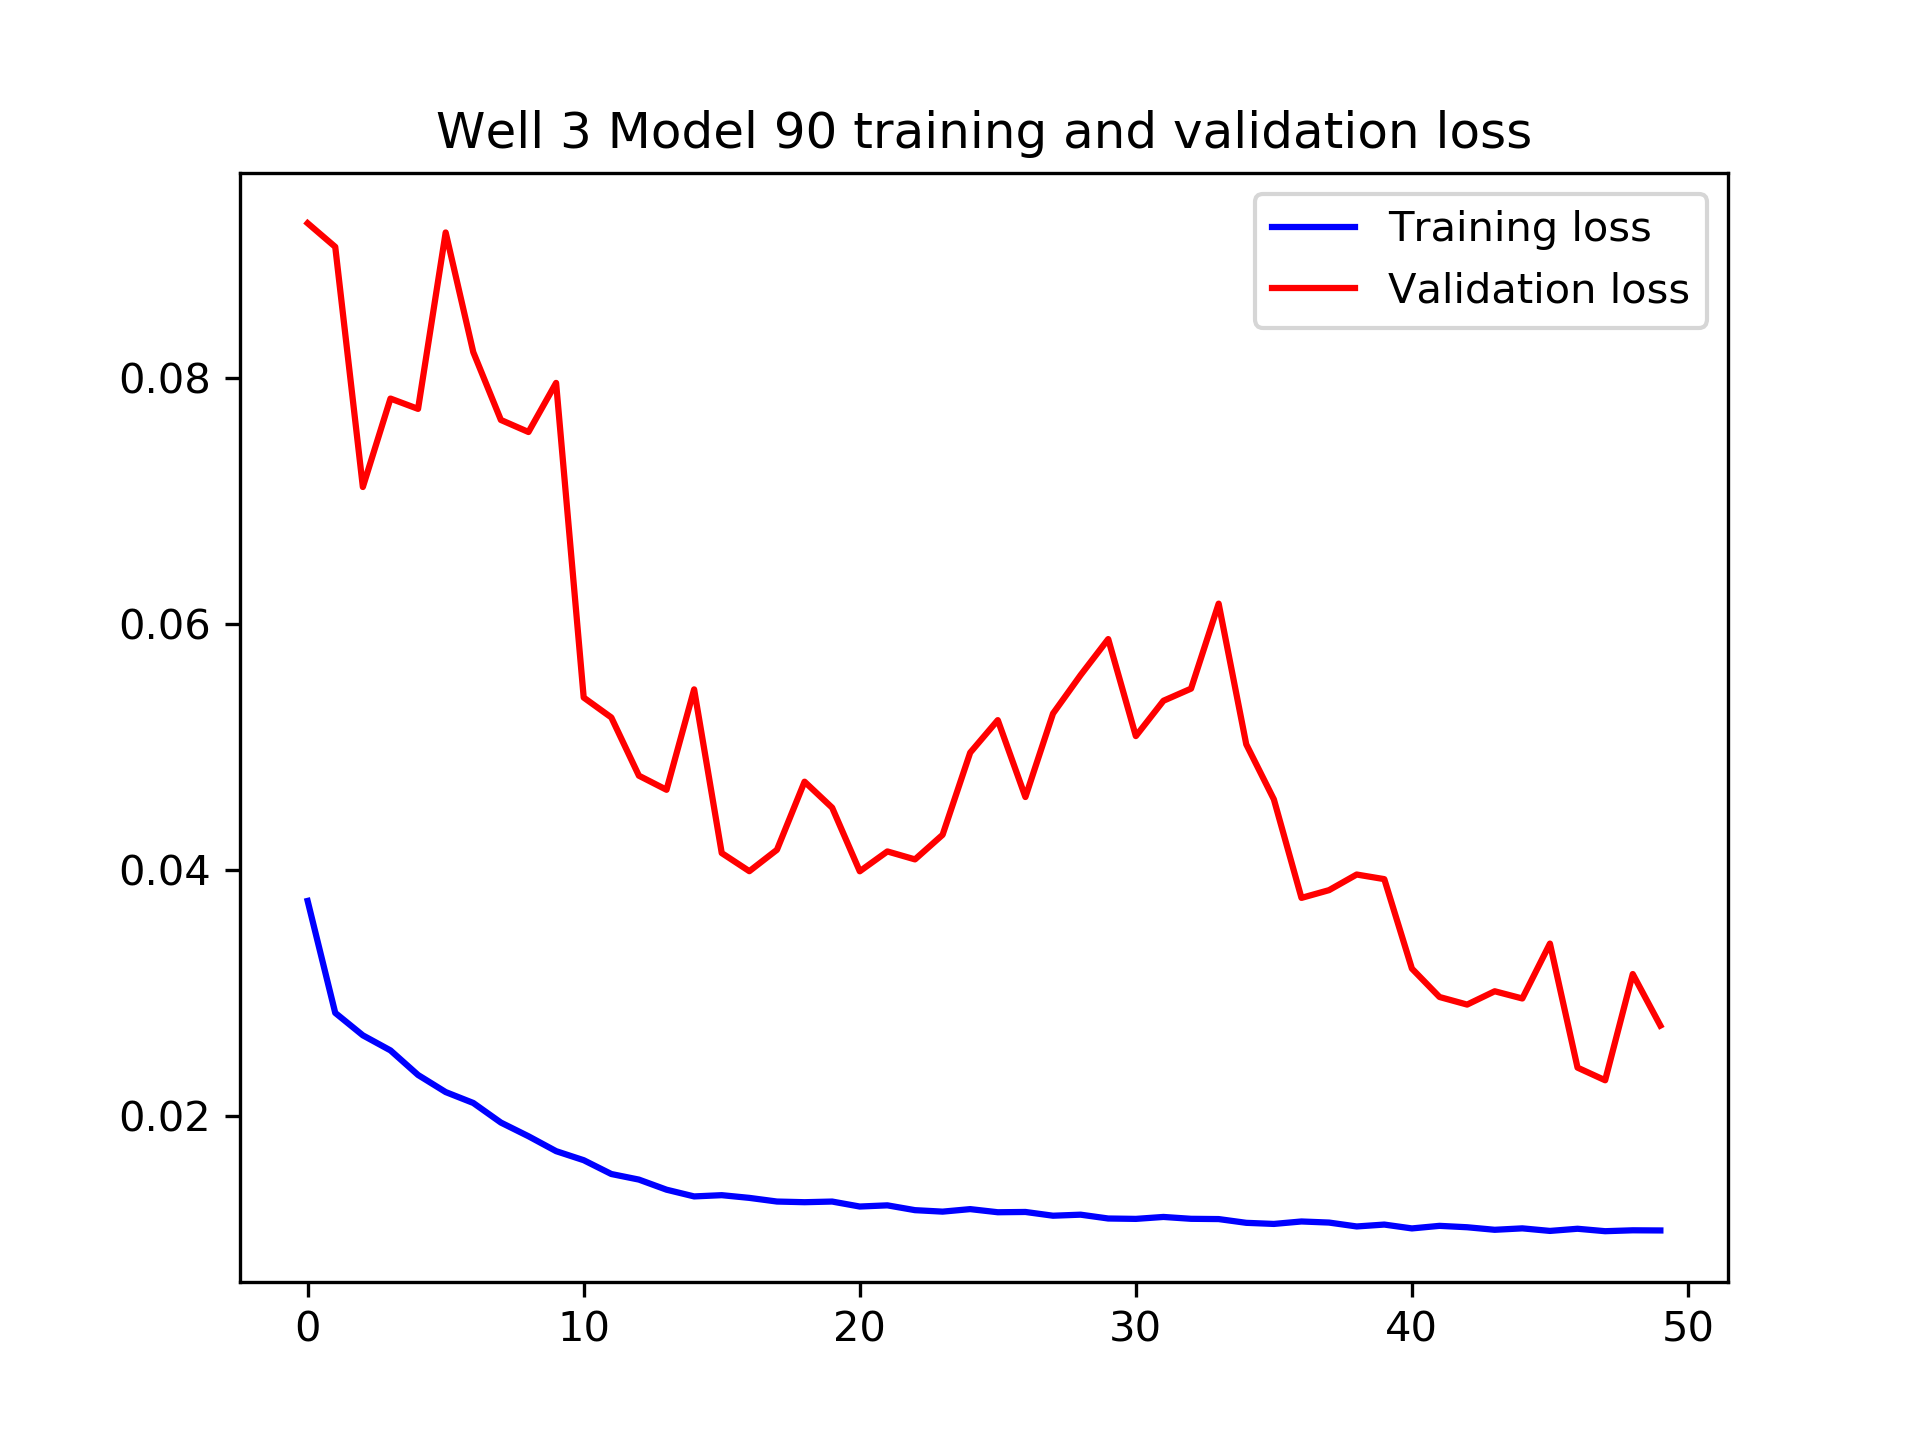 Well 3 Model 90 training and validation loss
Training loss
Validation loss
0.08
0.06
0.04
0.02
0 10 20 30 40 50